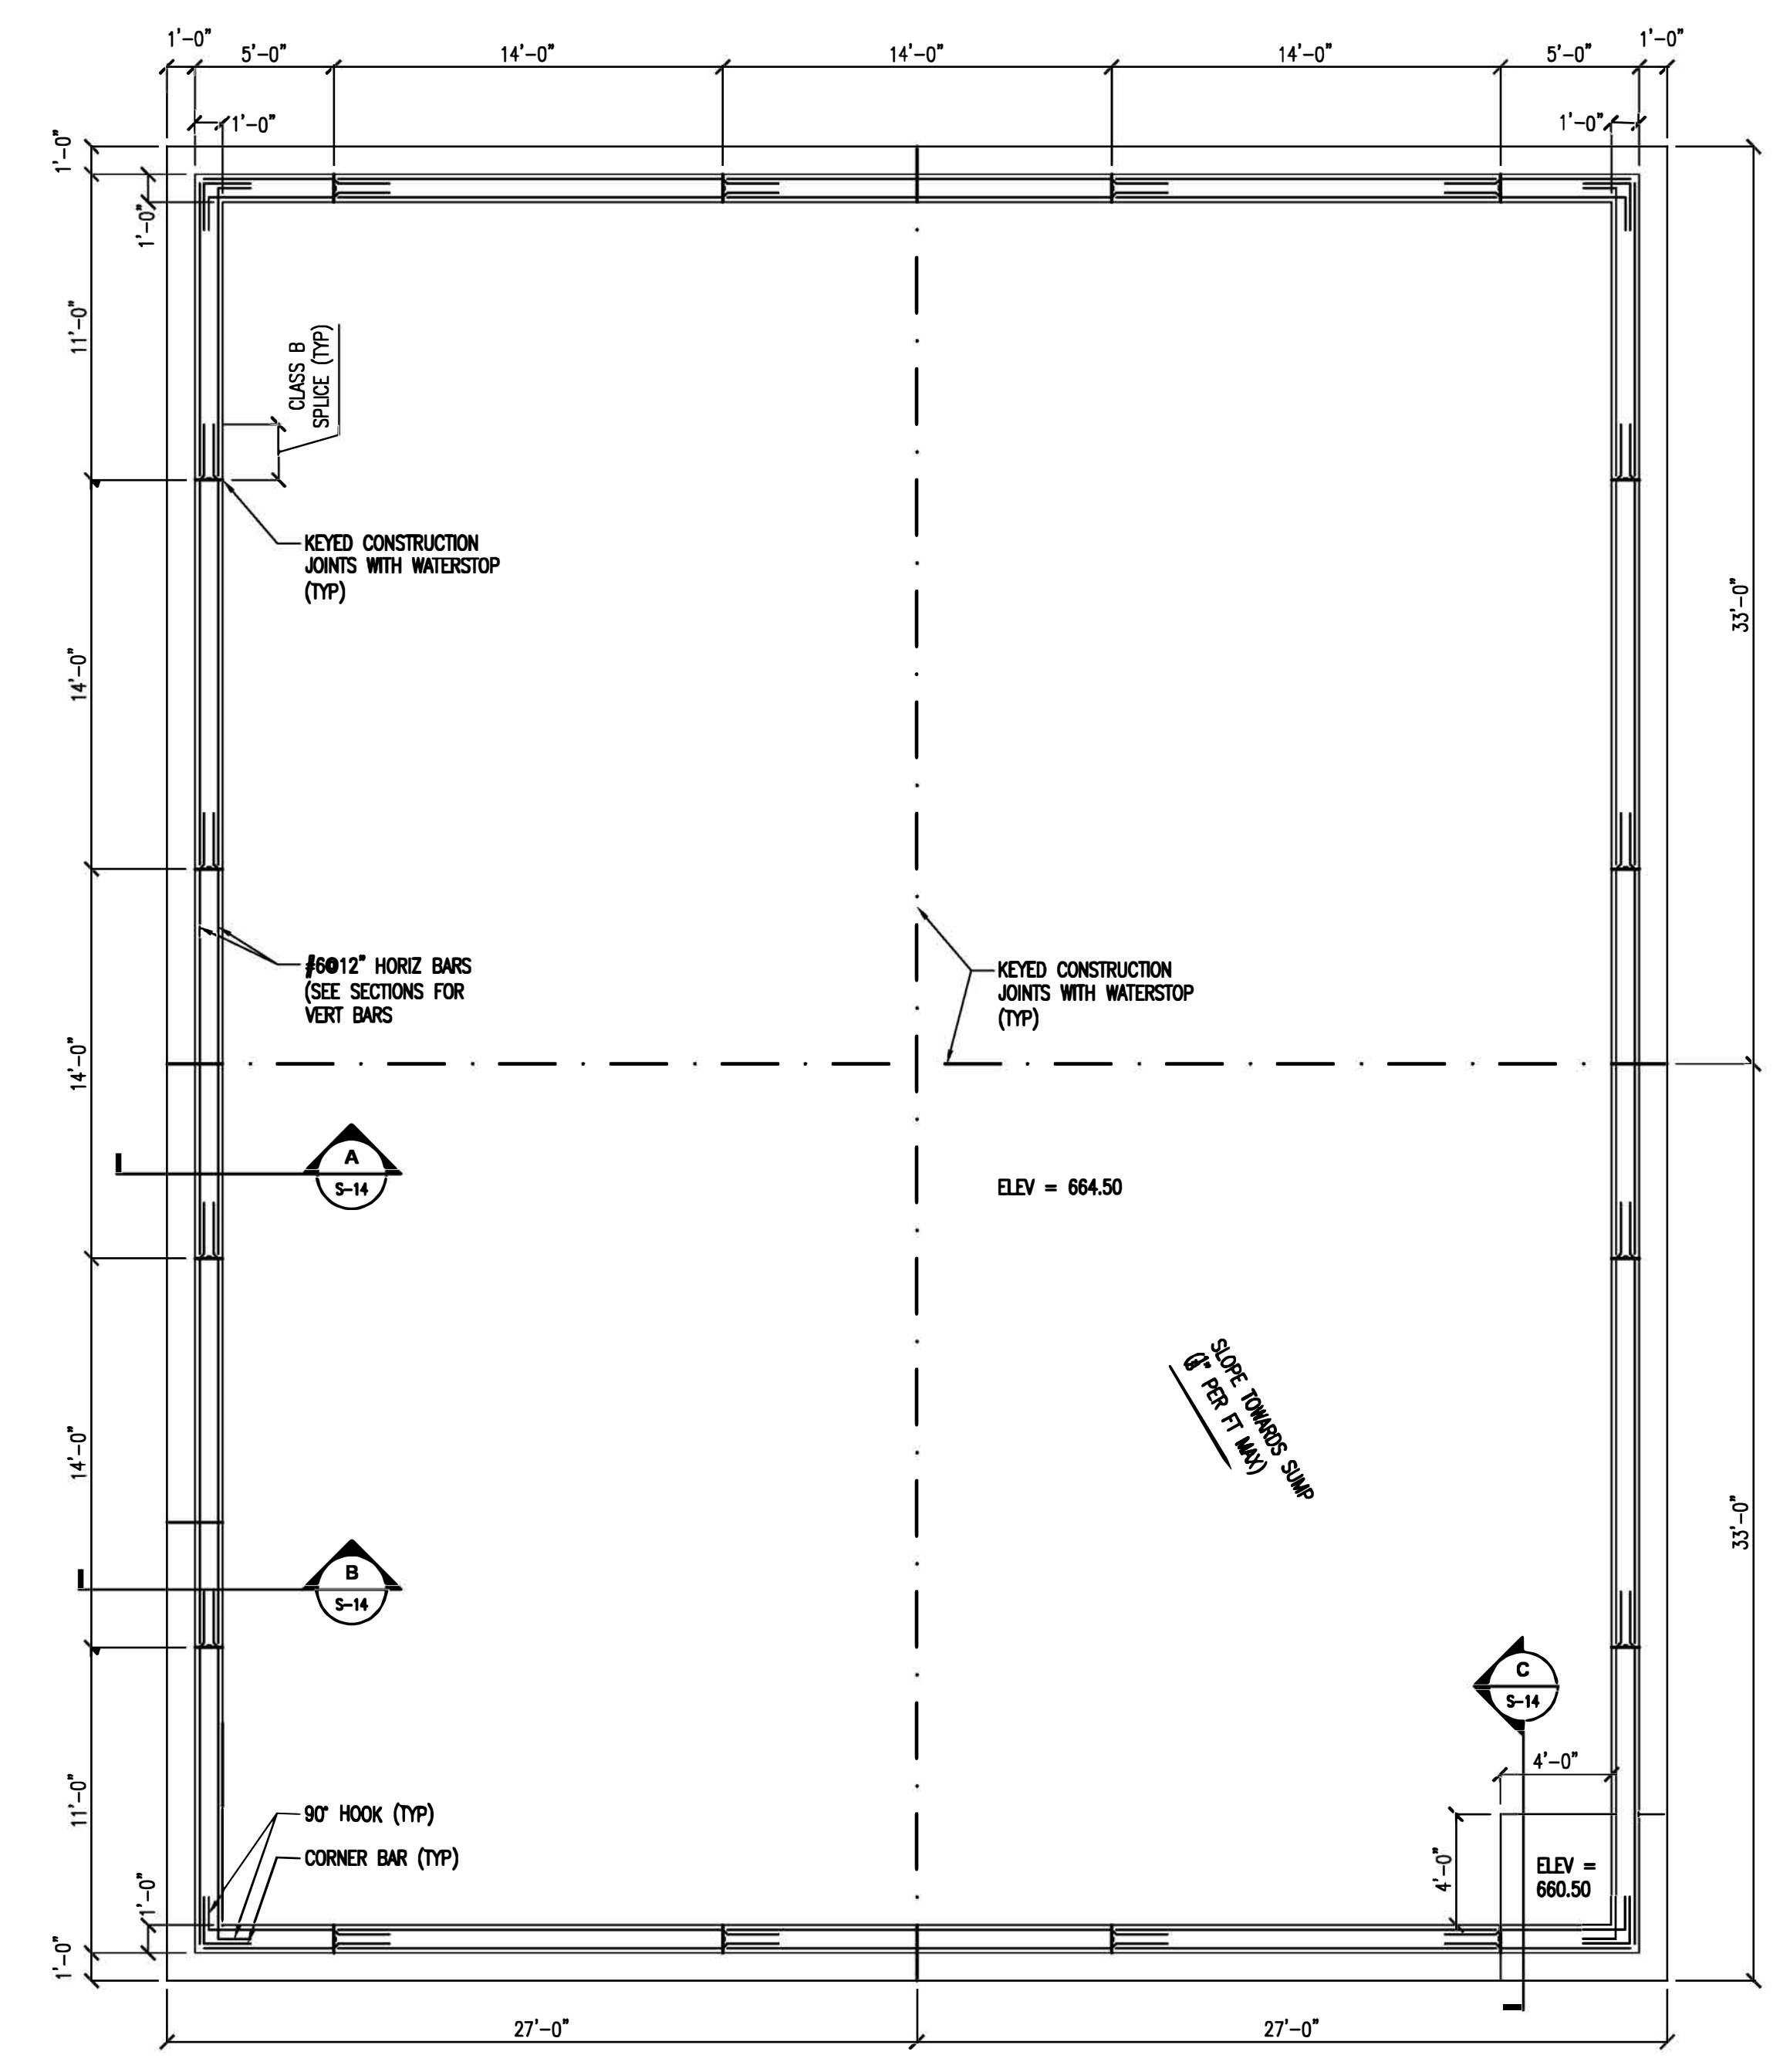 1'-0"
5'-0"
14'-0"
14'-0"
14'-0"
5'-0"
1'-0"
1'-0"
1'-0"
1'-0"
1'-0"
11'-0"
CLASS B
SPLICE (TYP)
KEYED CONSTRUCTION
JOINTS WITH WATERSTOP
(TYP)
33'-0"
14'-0"
#6@12" HORIZ BARS
(SEE SECTIONS FOR
VERT BARS
KEYED CONSTRUCTION
JOINTS WITH WATERSTOP
(TYP)
14'-0"
A
S-14
ELEV = 664.50
SLOPE TOWARDS SUMP
PER FT MAX)
14'-0"
33'-0"
B
S-14
C
S-14
4'-0"
11'-0"
90° HOOK (TYP)
CORNER BAR (TYP)
4'-0"
ELEV =
660.50
1'-0"
1'-0"
27'-0"
27'-0"